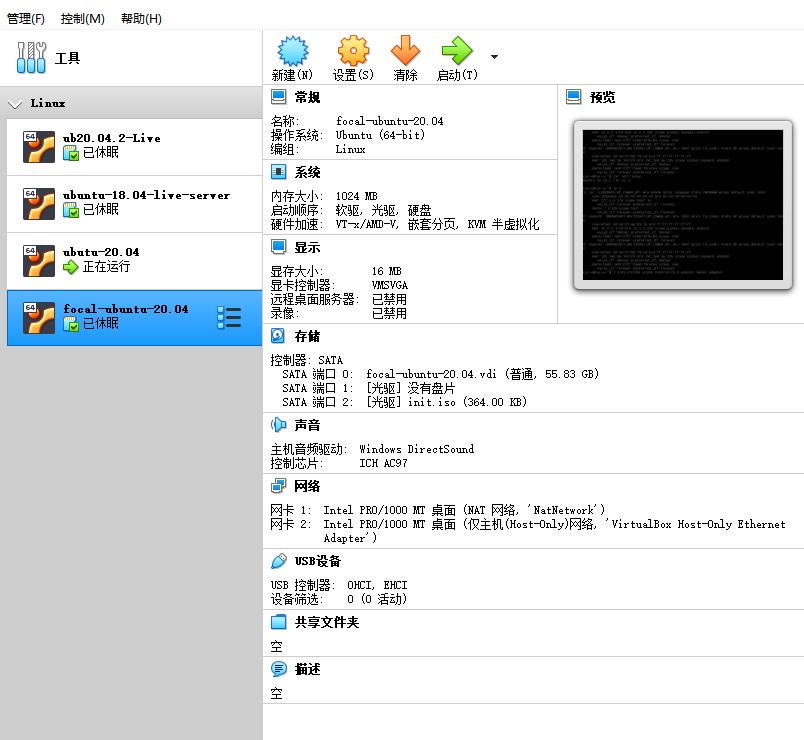 管理(F) 控制(M) 帮助(H)
工具
新建(N) 设置(S) 清除 启动(T)
Linux
64
ub20.04.2-Live
已休眠
64
ubuntu-18.04-live-server
已休眠
64
ubutu-20.04
正在运行
64
focal-ubuntu-20.04
已休眠
常规
名称: focal-ubuntu-20.04
操作系统: Ubuntu (64-bit)
编组: Linux
预览
系统
内存大小: 1024 MB
启动顺序: 软驱, 光驱, 硬盘
硬件加速: VT-x/AMD-V, 嵌套分页, KVM 半虚拟化
显示
显存大小: 16 MB
显卡控制器: VMSVGA
远程桌面服务器: 已禁用
录像: 已禁用
存储
控制器: SATA
SATA 端口 0: focal-ubuntu-20.04.vdi (普通, 55.83 GB)
SATA 端口 1: [光驱] 没有盘片
SATA 端口 2: [光驱] init.iso (364.00 KB)
声音
主机音频驱动: Windows DirectSound
控制芯片: ICH AC97
网络
网卡 1: Intel PRO/1000 MT 桌面 (NAT 网络, 'NatNetwork')
网卡 2: Intel PRO/1000 MT 桌面 (仅主机(Host-Only)网络, 'VirtualBox Host-Only Ethernet
Adapter')
USB设备
USB 控制器: OHCI, EHCI
设备筛选: 0 (0 活动)
共享文件夹
空
描述
空